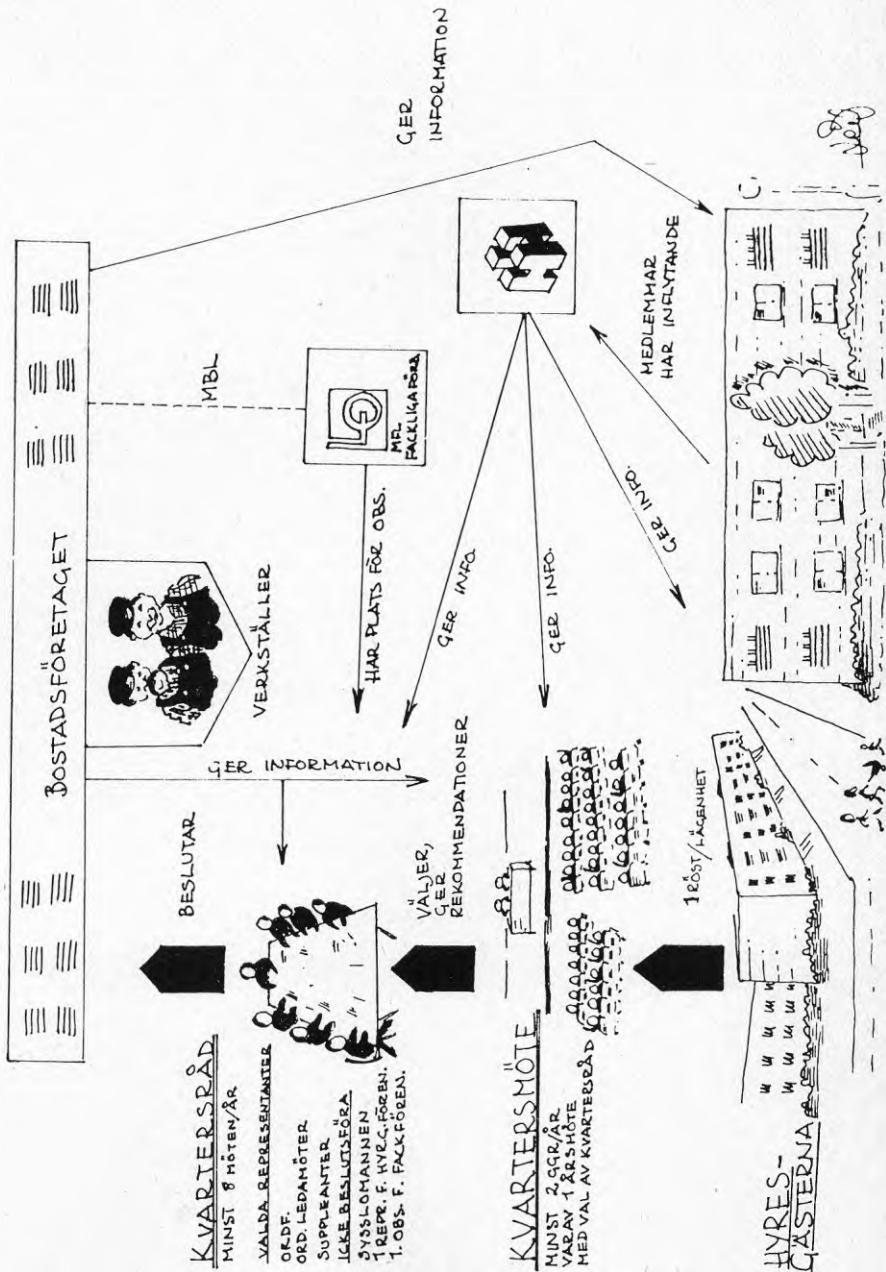 BOSTADSFÖRETAGET
KVARTERSRÅD
MINST 8 MÖTEN/ÅR
VALDA REPRESENTANTER
ORDF.
ORD. LEDAMÖTER
SUPPLEANTER
ICKE BESLUTSFÖRA
SYSSLOMANNEN
1 REPR. F. HYRG.FÖREN.
1. OBS. F. FACKFÖREN.
BESLUTAR
GER INFORMATION
VERKSTÄLLER
HAR PLATS FÖR OBS.
MBL
LO
MFL
FACKLIGA FÖRB
GER INFORMATION
VÄLJER,
GER
REKOMMENDATIONER
GER INFO.
KVARTERSMÖTE
MINST 2 GGR/ÅR
VARAV 1 ÅRSMÖTE
MED VAL AV KVARTERSRÅD
GER INFO.
GER INFO.
MEDLEMMAR
HAR INFLYTANDE
1 RÖST/LÄGENHET
HYRES-
GÄSTERNA